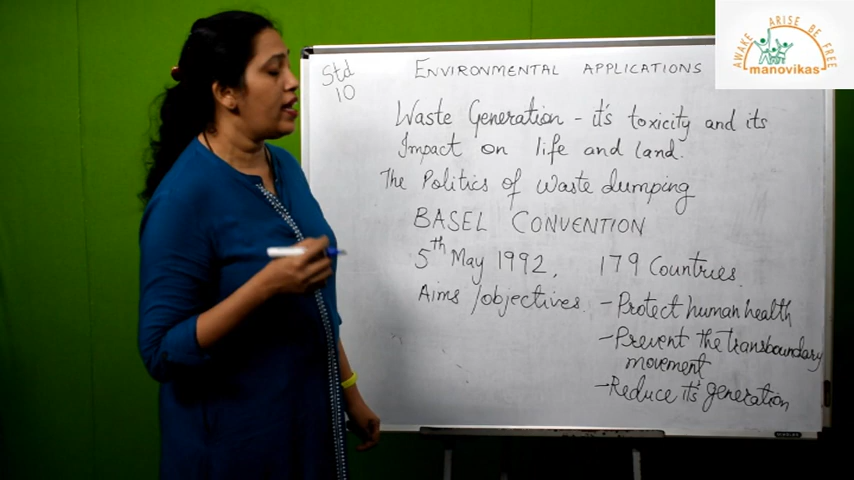 Std
10
ENVIRONMENTAL APPLICATIONS
Waste Generation - it's toxicity and its
Impact on life and land.
The Politics of Waste dumping
BASEL CONVENTION
5th May 1992, 179 Countries.
Aims/objectives. - Protect human health
- Prevent the transboundary
movement
- Reduce it's generation
AWAKE ARISE BE FREE
manovikas